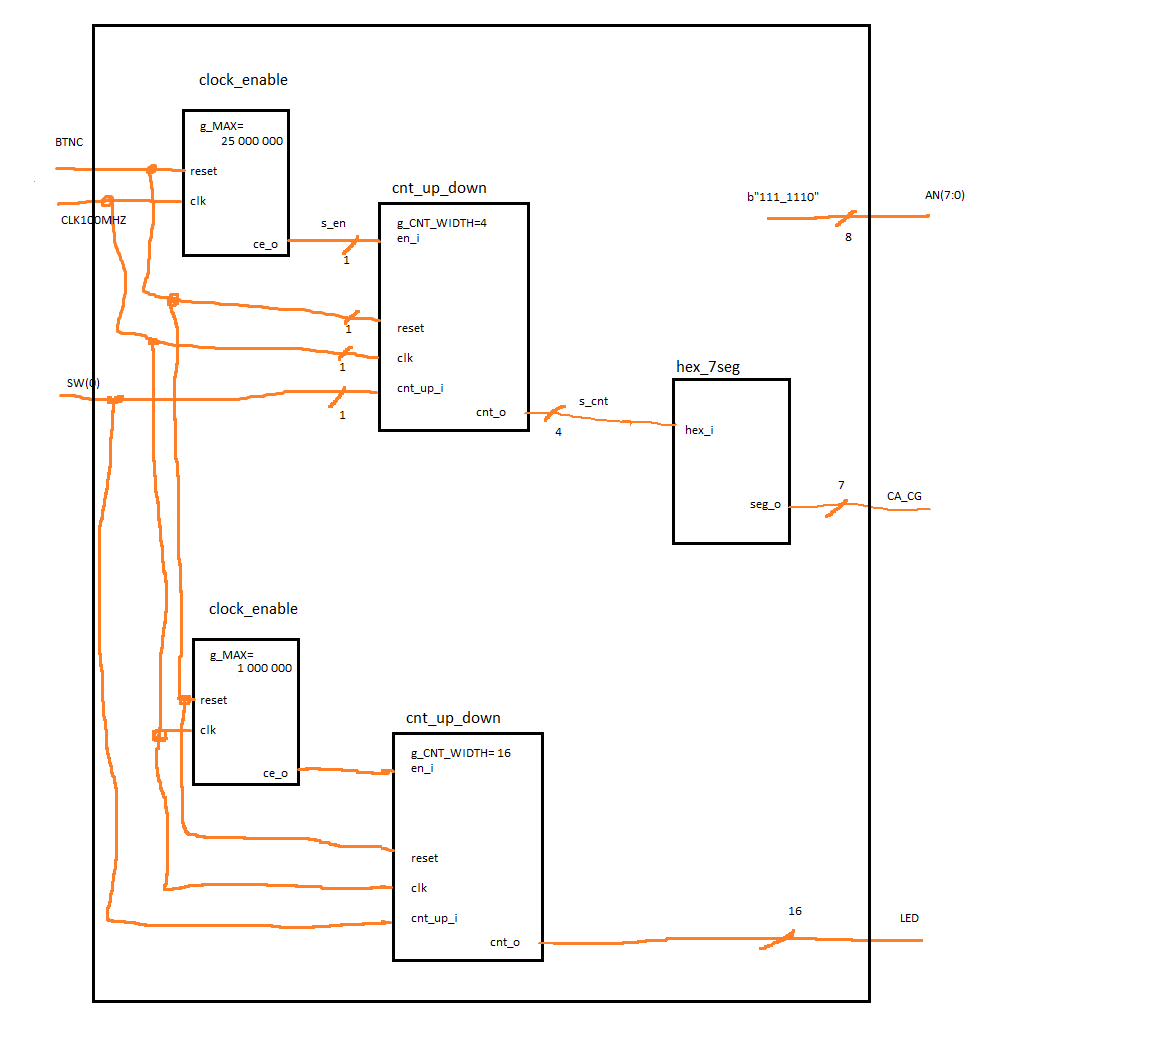 clock_enable
g_MAX=
25 000 000
BTNC
reset
clk
CLK100MHZ
ce_o
s_en
1
cnt_up_down
g_CNT_WIDTH=4
en_i
b"111_1110"
AN(7:0)
8
1
reset
1
clk
SW(0)
cnt_up_i
1
cnt_o
s_cnt
4
hex_7seg
hex_i
seg_o
7
CA_CG
clock_enable
g_MAX=
1 000 000
reset
clk
ce_o
cnt_up_down
g_CNT_WIDTH= 16
en_i
reset
clk
cnt_up_i
cnt_o
16
LED